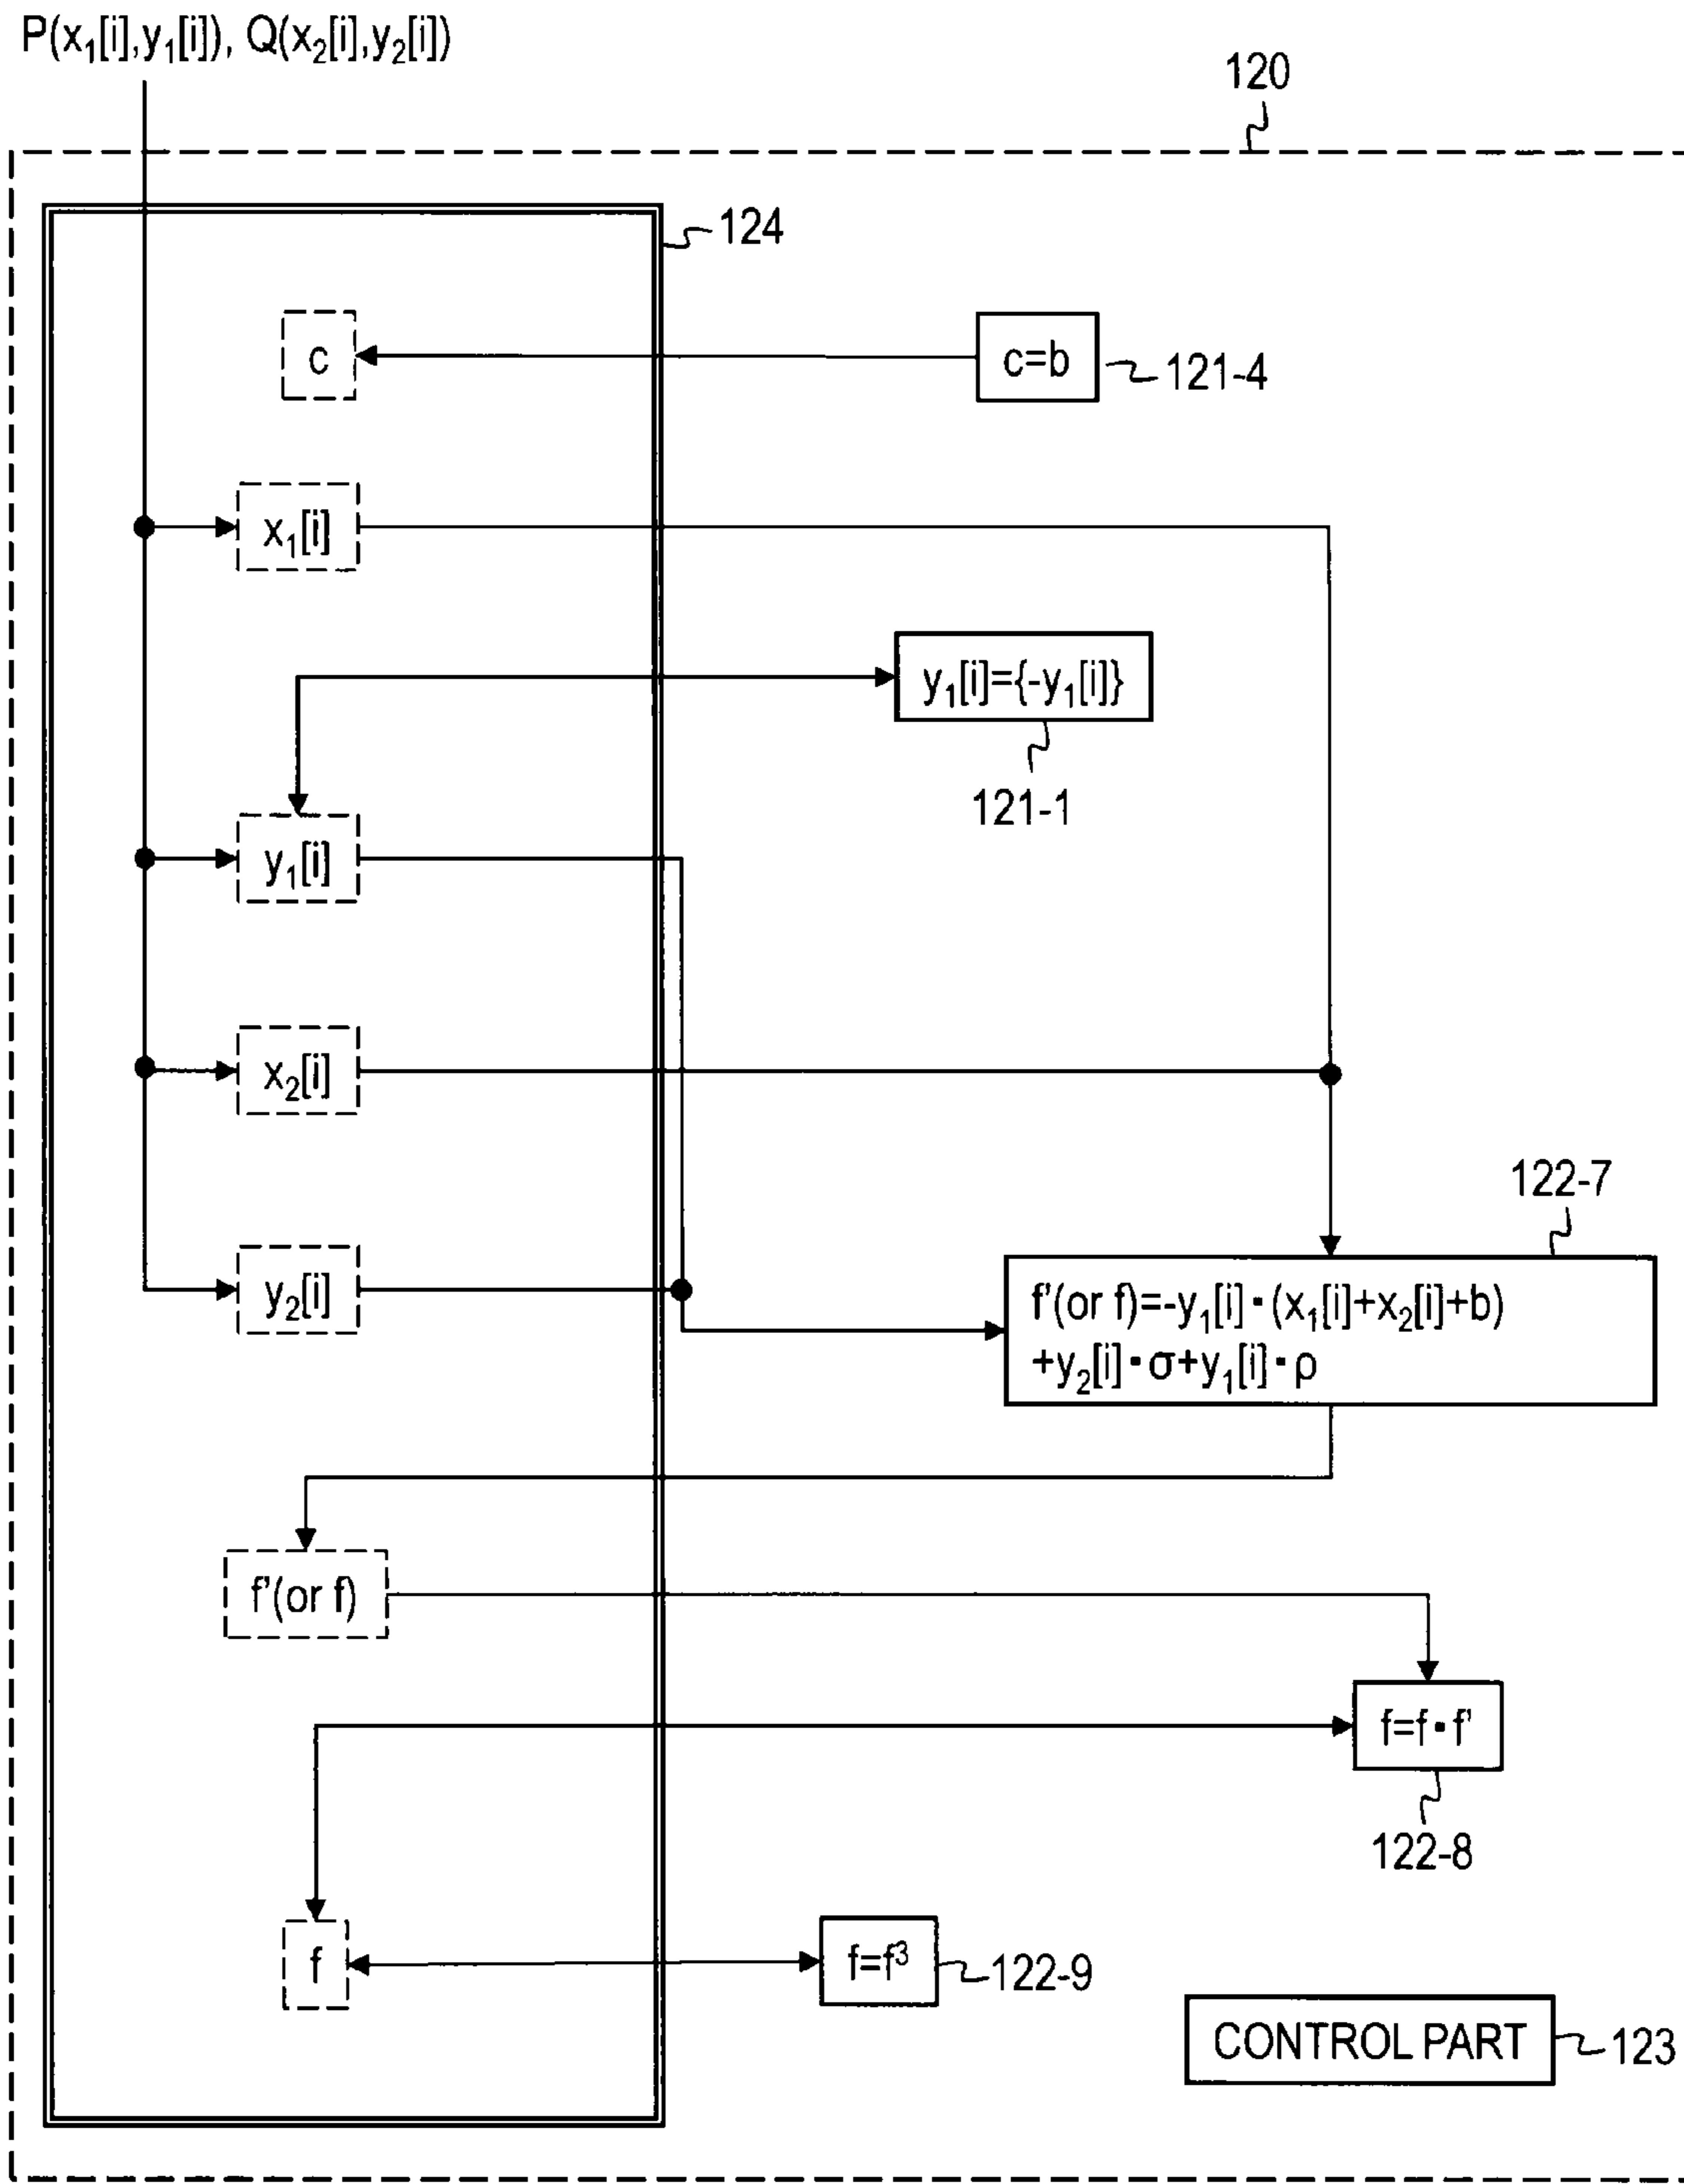 P(x₁[i],y₁[i]), Q(x₂[i],y₂[i])
120
124
c
c=b
121-4
x₁[i]
y₁[i]={-y₁[i]}
121-1
y₁[i]
x₂[i]
122-7
y₂[i]
f'(or f)=-y₁[i]▪(x₁[i]+x₂[i]+b)
+y₂[i]▪σ+y₁[i]▪ρ
f'(or f)
f=f▪f'
122-8
f
f=f³
122-9
CONTROL PART
123